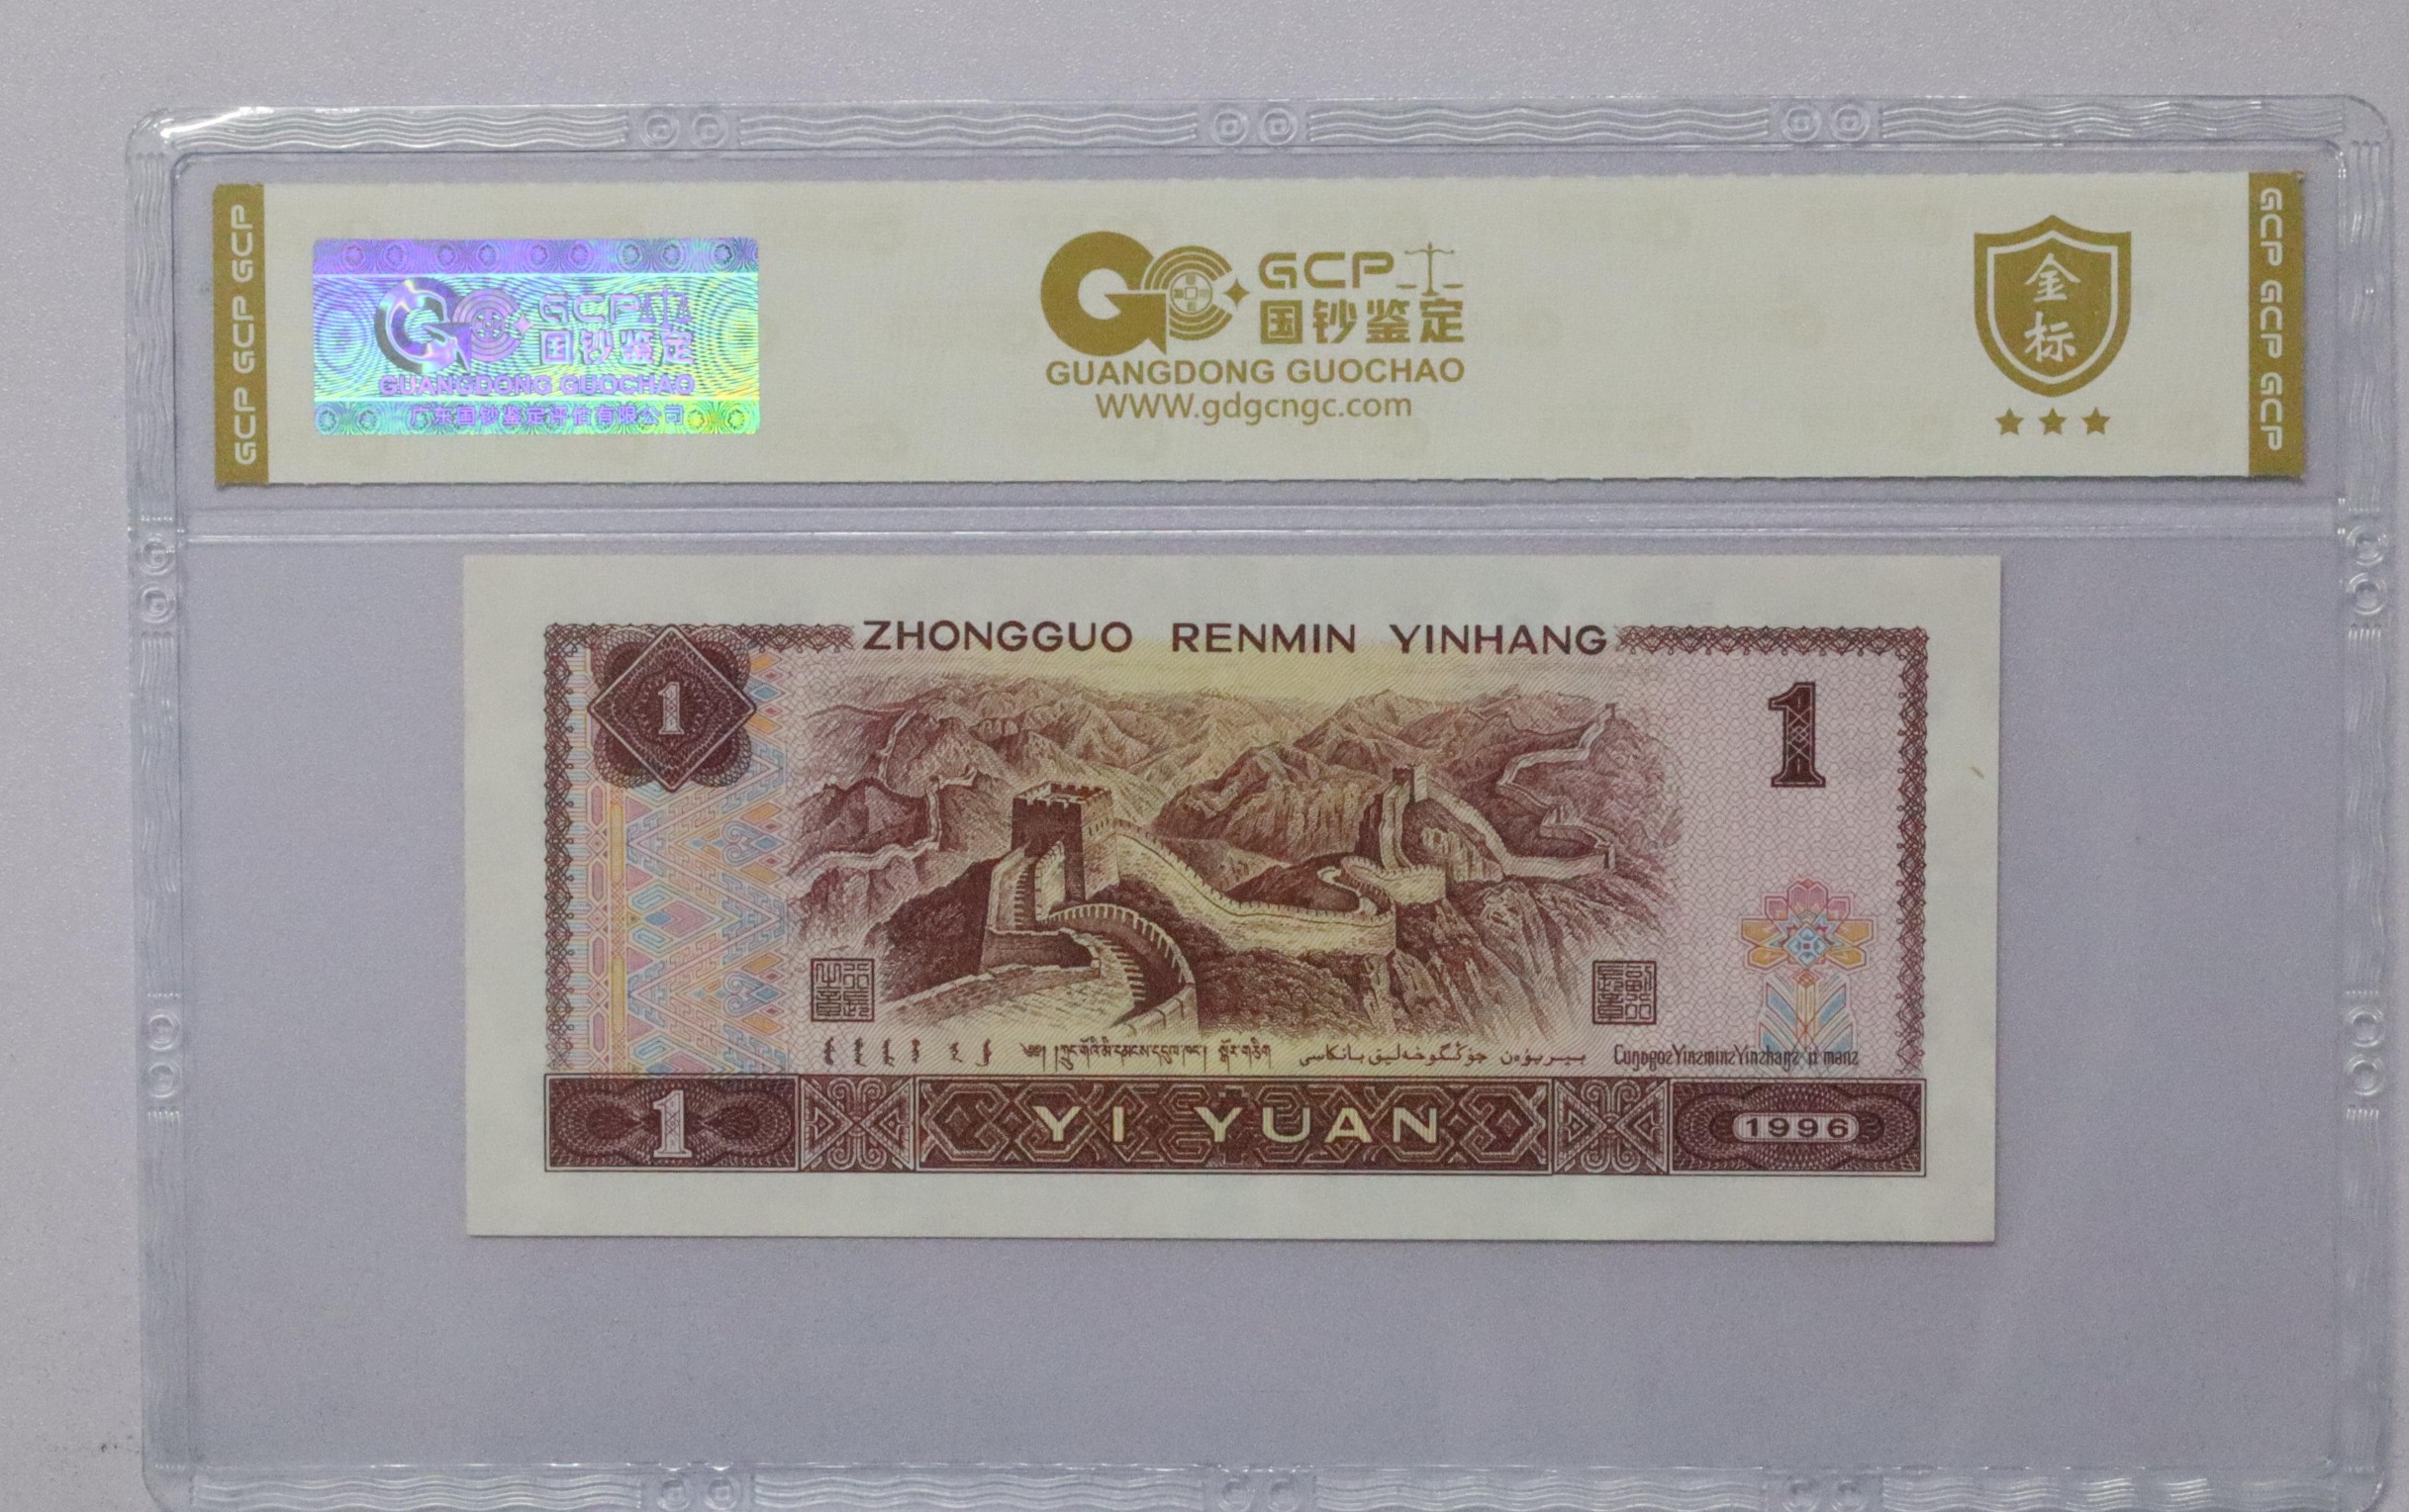 GCP GCP GCP
GCP
国钞鉴定
GUANGDONG GUOCHAO
广东国钞鉴定评估有限公司
GCP
国钞鉴定
GUANGDONG GUOCHAO
WWW.gdgcngc.com
金
标
GCP GCP GCP
ZHONGGUO RENMIN YINHANG
1
1
1
YI YUAN
1996